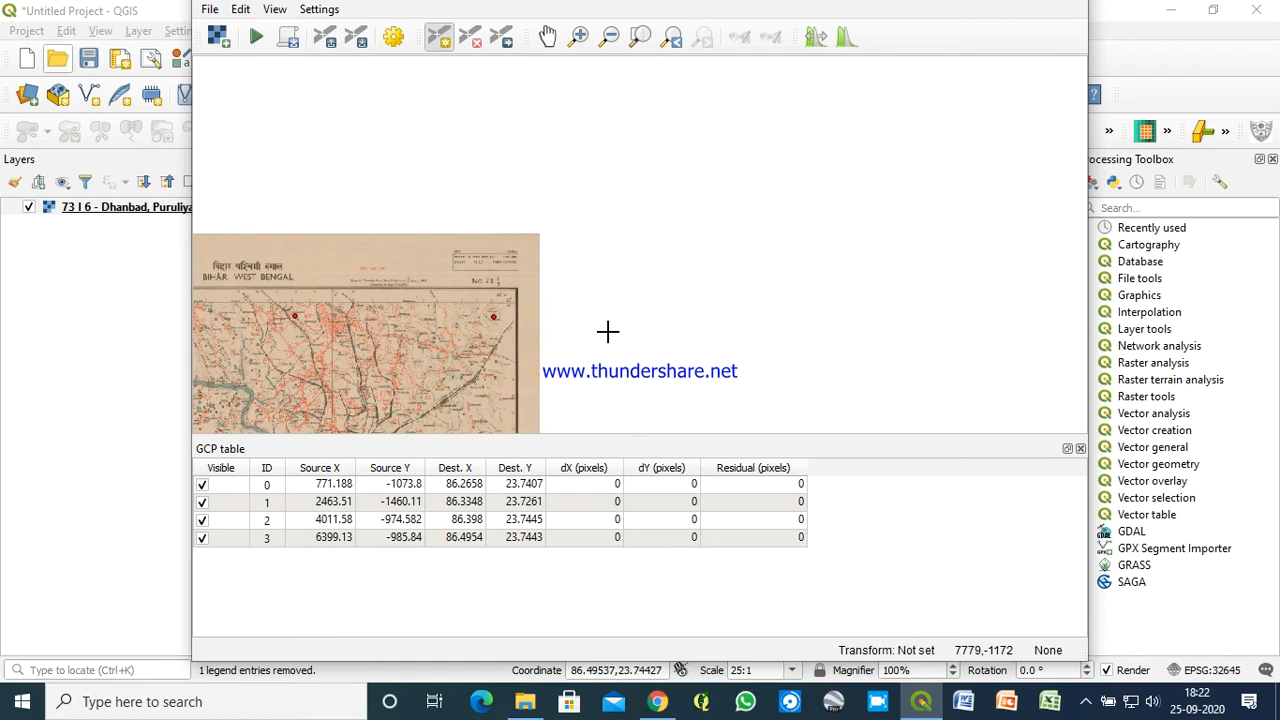 *Untitled Project - QGIS
Project Edit View Layer Setti
File Edit View Settings
Layers
73 I 6 - Dhanbad, Puruliya
बिहार.पश्चिमी बंगाल
BIHĀR. WEST BENGAL
NG. 73 I/6
www.thundershare.net
GCP table
Visible ID Source X Source Y Dest. X Dest. Y dX (pixels) dY (pixels) Residual (pixels)
0 771.188 -1073.8 86.2658 23.7407 0 0 0
1 2463.51 -1460.11 86.3348 23.7261 0 0 0
2 4011.58 -974.582 86.398 23.7445 0 0 0
3 6399.13 -985.84 86.4954 23.7443 0 0 0
Transform: Not set 7779,-1172 None
ocessing Toolbox
Search...
Recently used
Cartography
Database
File tools
Graphics
Interpolation
Layer tools
Network analysis
Raster analysis
Raster terrain analysis
Raster tools
Vector analysis
Vector creation
Vector general
Vector geometry
Vector overlay
Vector selection
Vector table
GDAL
GPX Segment Importer
GRASS
SAGA
Type to locate (Ctrl+K) 1 legend entries removed. Coordinate 86.49537,23.74427 Scale 25:1 Magnifier 100% Rotation 0.0 ° Render EPSG:32645
Type here to search
18:22
25-09-2020